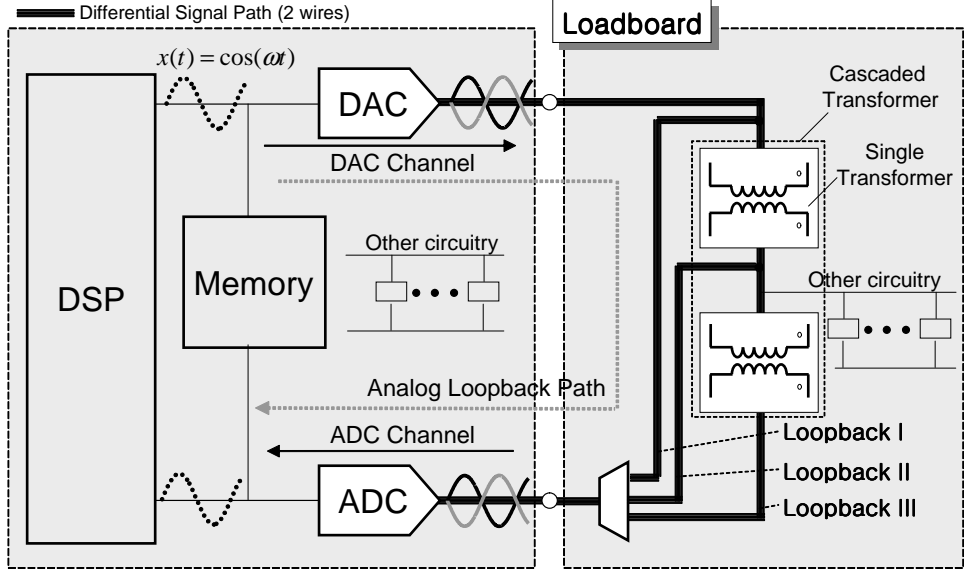 Differential Signal Path (2 wires)
Loadboard
x(t) = cos(ωt)
DAC
Cascaded
Transformer
DAC Channel
Single
Transformer
Other circuitry
Memory
DSP
Other circuitry
Analog Loopback Path
ADC Channel
Loopback I
Loopback II
Loopback III
ADC